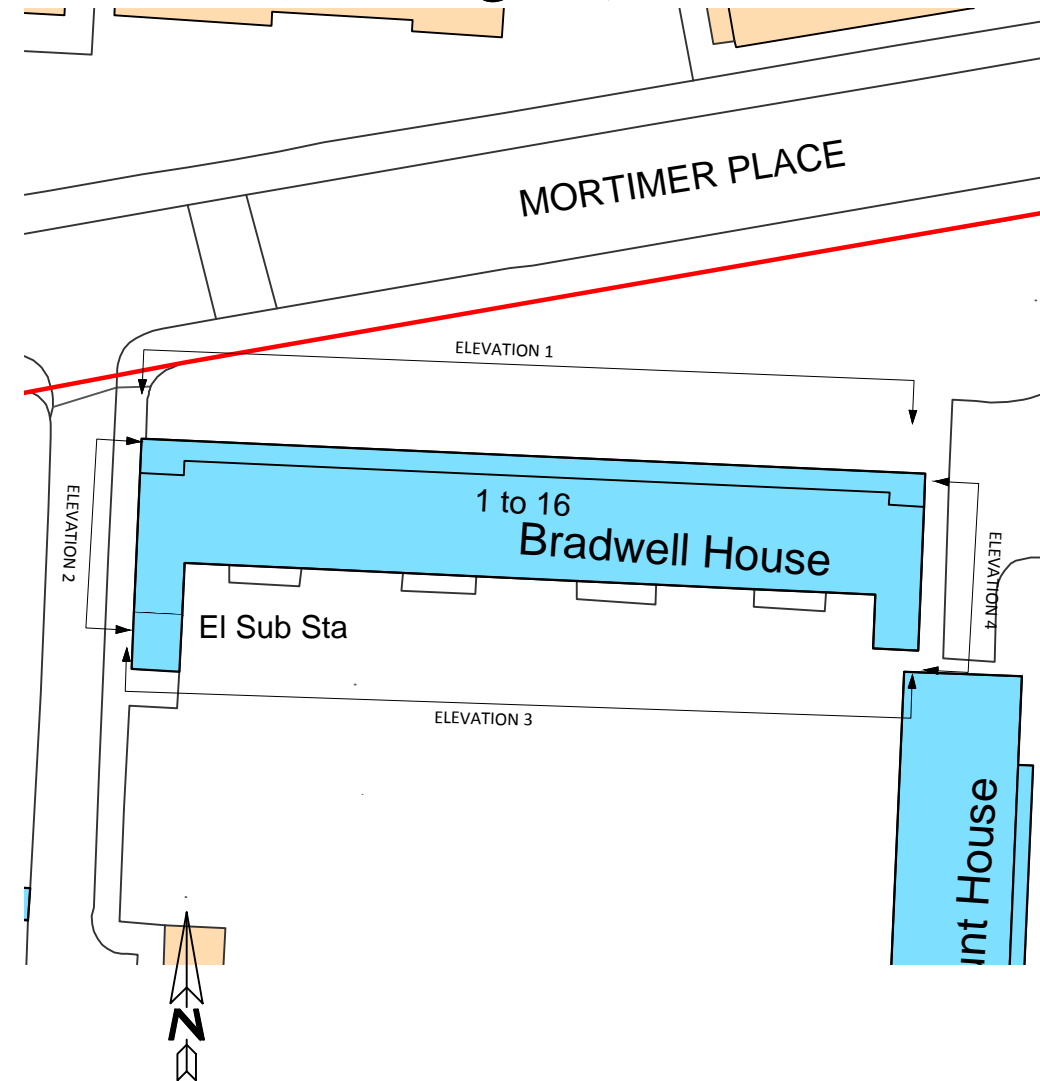 MORTIMER PLACE
ELEVATION 1
1 to 16
Bradwell House
ELEVATION 2
ELEVATION 4
El Sub Sta
ELEVATION 3
House
N